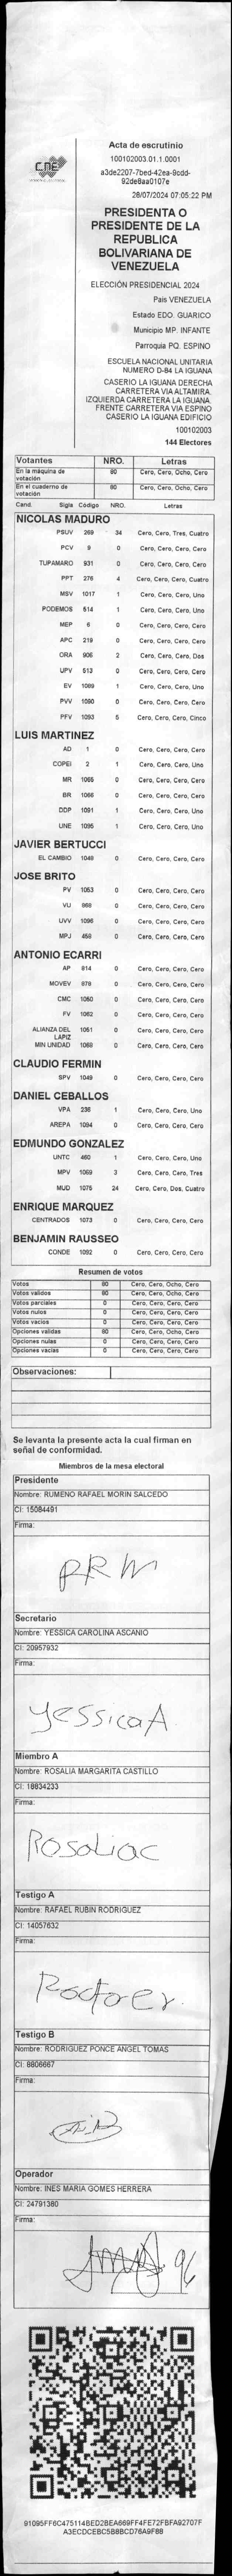 CNE
Acta de escrutinio
100102003.01.1.0001
a3de2207-7bed-42ea-9cdd-
92de8aa0107e
28/07/2024 07:05:22 PM
PRESIDENTA O
PRESIDENTE DE LA
REPUBLICA
BOLIVARIANA DE
VENEZUELA
ELECCIÓN PRESIDENCIAL 2024
País VENEZUELA
Estado EDO. GUARICO
Municipio MP. INFANTE
Parroquia PQ. ESPINO
ESCUELA NACIONAL UNITARIA
NUMERO D-84 LA IGUANA
CASERIO LA IGUANA DERECHA
CARRETERA VIA ALTAMIRA.
IZQUIERDA CARRETERA LA IGUANA.
FRENTE CARRETERA VIA ESPINO
CASERIO LA IGUANA EDIFICIO
100102003
144 Electores
Votantes NRO. Letras
En la máquina de votación 80 Cero, Cero, Ocho, Cero
En el cuaderno de votación 80 Cero, Cero, Ocho, Cero
Cand. Sigla Código NRO. Letras
NICOLAS MADURO
PSUV 269 34 Cero, Cero, Tres, Cuatro
PCV 9 0 Cero, Cero, Cero, Cero
TUPAMARO 931 0 Cero, Cero, Cero, Cero
PPT 276 4 Cero, Cero, Cero, Cuatro
MSV 1017 1 Cero, Cero, Cero, Uno
PODEMOS 514 1 Cero, Cero, Cero, Uno
MEP 6 0 Cero, Cero, Cero, Cero
APC 219 0 Cero, Cero, Cero, Cero
ORA 906 2 Cero, Cero, Cero, Dos
UPV 513 0 Cero, Cero, Cero, Cero
EV 1089 1 Cero, Cero, Cero, Uno
PVV 1090 0 Cero, Cero, Cero, Cero
PFV 1093 5 Cero, Cero, Cero, Cinco
LUIS MARTINEZ
AD 1 0 Cero, Cero, Cero, Cero
COPEI 2 1 Cero, Cero, Cero, Uno
MR 1065 0 Cero, Cero, Cero, Cero
BR 1066 0 Cero, Cero, Cero, Cero
DDP 1091 1 Cero, Cero, Cero, Uno
UNE 1095 1 Cero, Cero, Cero, Uno
JAVIER BERTUCCI
EL CAMBIO 1048 0 Cero, Cero, Cero, Cero
JOSE BRITO
PV 1053 0 Cero, Cero, Cero, Cero
VU 968 0 Cero, Cero, Cero, Cero
UVV 1096 0 Cero, Cero, Cero, Cero
MPJ 458 0 Cero, Cero, Cero, Cero
ANTONIO ECARRI
AP 814 0 Cero, Cero, Cero, Cero
MOVEV 878 0 Cero, Cero, Cero, Cero
CMC 1050 0 Cero, Cero, Cero, Cero
FV 1062 0 Cero, Cero, Cero, Cero
ALIANZA DEL LAPIZ 1051 0 Cero, Cero, Cero, Cero
MIN UNIDAD 1068 0 Cero, Cero, Cero, Cero
CLAUDIO FERMIN
SPV 1049 0 Cero, Cero, Cero, Cero
DANIEL CEBALLOS
VPA 236 1 Cero, Cero, Cero, Uno
AREPA 1094 0 Cero, Cero, Cero, Cero
EDMUNDO GONZALEZ
UNTC 460 1 Cero, Cero, Cero, Uno
MPV 1069 3 Cero, Cero, Cero, Tres
MUD 1075 24 Cero, Cero, Dos, Cuatro
ENRIQUE MARQUEZ
CENTRADOS 1073 0 Cero, Cero, Cero, Cero
BENJAMIN RAUSSEO
CONDE 1092 0 Cero, Cero, Cero, Cero
Resumen de votos
Votos 80 Cero, Cero, Ocho, Cero
Votos validos 80 Cero, Cero, Ocho, Cero
Votos parciales 0 Cero, Cero, Cero, Cero
Votos nulos 0 Cero, Cero, Cero, Cero
Votos vacios 0 Cero, Cero, Cero, Cero
Opciones validas 80 Cero, Cero, Ocho, Cero
Opciones nulas 0 Cero, Cero, Cero, Cero
Opciones vacias 0 Cero, Cero, Cero, Cero
Observaciones:
Se levanta la presente acta la cual firman en
señal de conformidad.
Miembros de la mesa electoral
Presidente
Nombre: RUMENO RAFAEL MORIN SALCEDO
CI: 15084491
Firma:
RRM
Secretario
Nombre: YESSICA CAROLINA ASCANIO
CI: 20957932
Firma:
yessicaA
Miembro A
Nombre: ROSALIA MARGARITA CASTILLO
CI: 18834233
Firma:
Rosaliac
Testigo A
Nombre: RAFAEL RUBIN RODRIGUEZ
CI: 14057632
Firma:
Testigo B
Nombre: RODRIGUEZ PONCE ANGEL TOMAS
CI: 8806667
Firma:
Operador
Nombre: INES MARIA GOMES HERRERA
CI: 24791380
Firma:
91095FF6C475114BED2BEA669FF4FE72FBFA92707F
A3ECDCEBC5B8BCD76A9F88